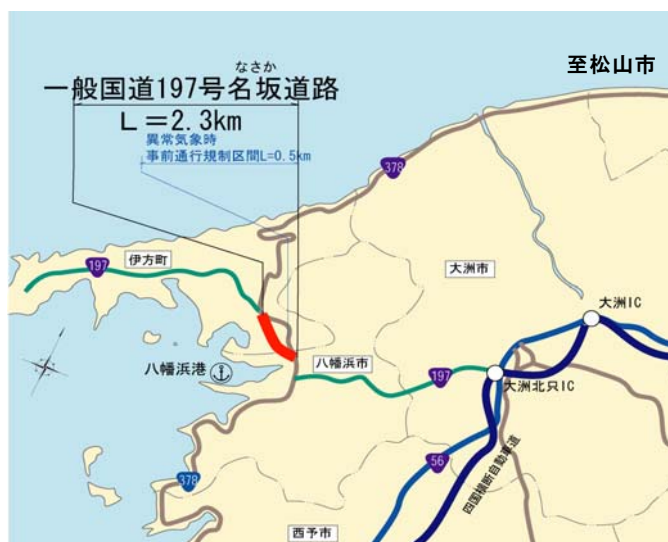 なさか
一般国道197号名坂道路
L=2.3km
異常気象時
事前通行規制区間L=0.5km
至松山市
378
197
伊方町
大洲市
大洲IC
八幡浜港
八幡浜市
197
大洲北只IC
378
56
四国横断自動車道
西予市